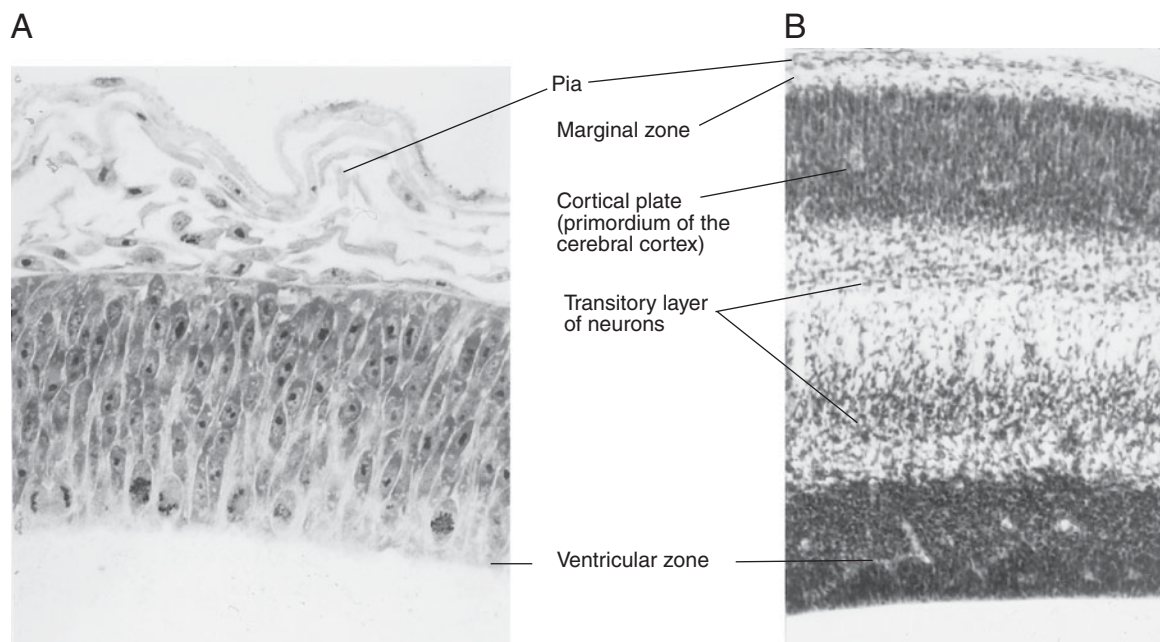 A
B
Pia
Marginal zone
Cortical plate
(primordium of the
cerebral cortex)
Transitory layer
of neurons
Ventricular zone